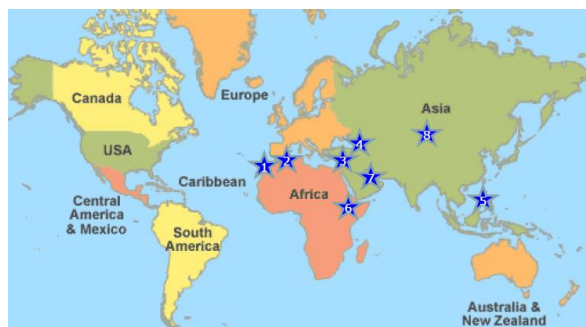 Canada
Europe
Asia
USA
8
4
1
2
3
Caribbean
7
Africa
Central
America
& Mexico
5
6
South
America
Australia &
New Zealand